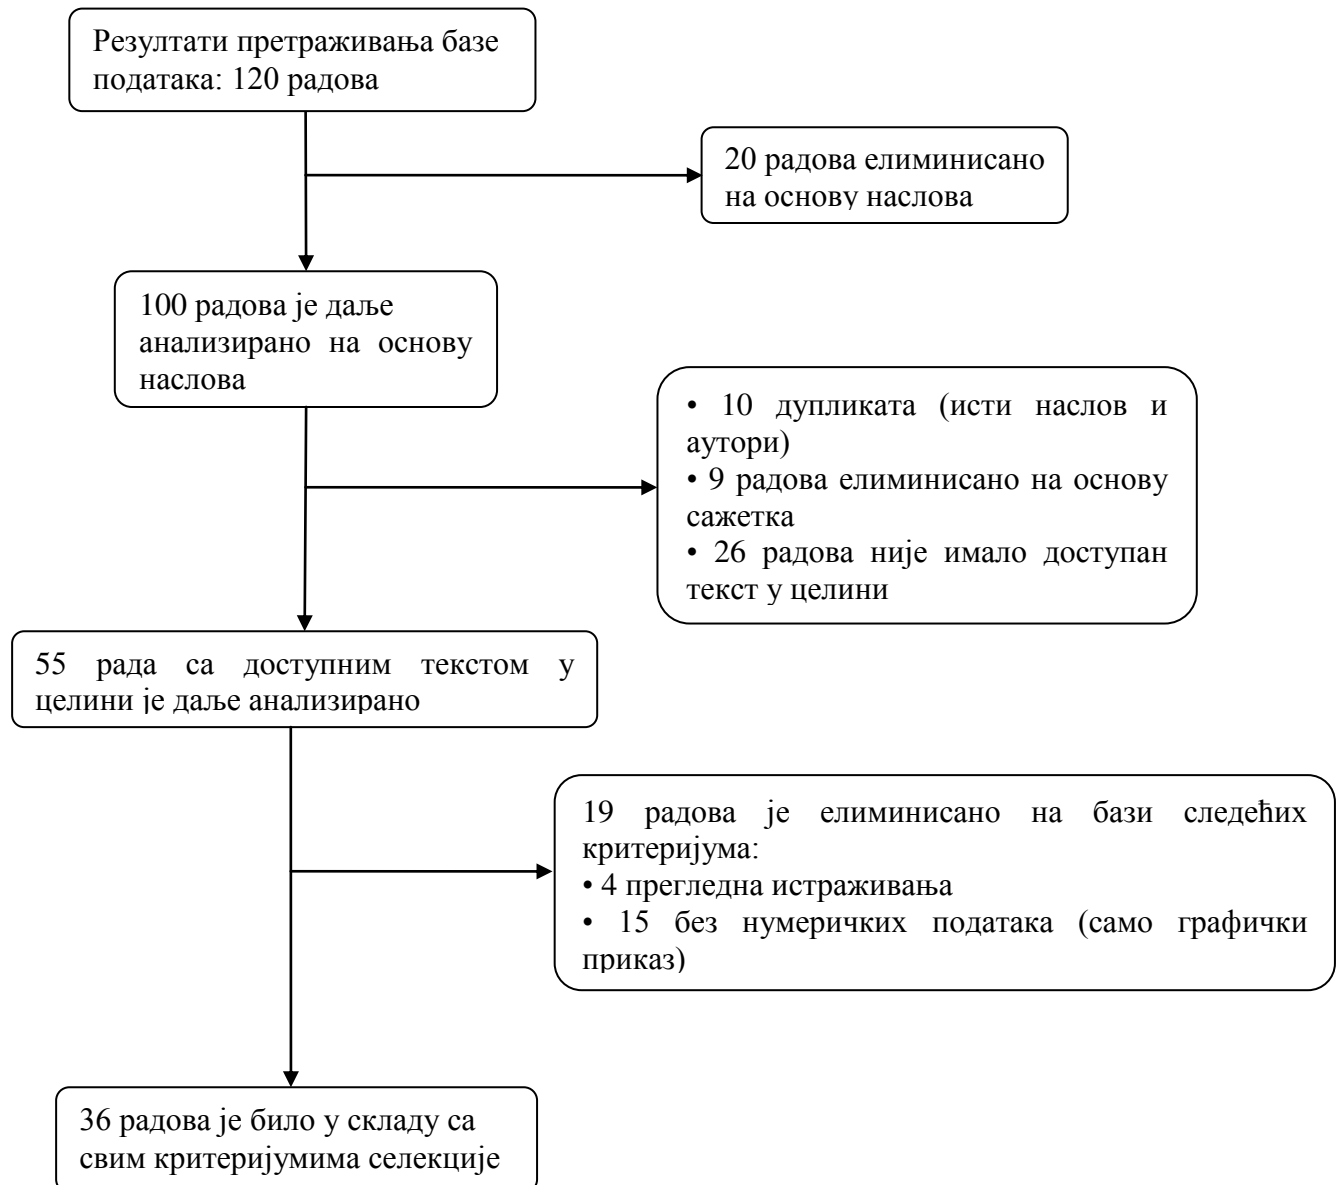 Резултати претраживања базе
података: 120 радова
20 радова елиминисано
на основу наслова
100 радова је даље
анализирано на основу
наслова
• 10 дупликата (исти наслов и
аутори)
• 9 радова елиминисано на основу
сажетка
• 26 радова није имало доступан
текст у целини
55 рада са доступним текстом у
целини је даље анализирано
19 радова је елиминисано на бази следећих
критеријума:
• 4 прегледна истраживања
• 15 без нумеричких података (само графички
приказ)
36 радова је било у складу са
свим критеријумима селекције